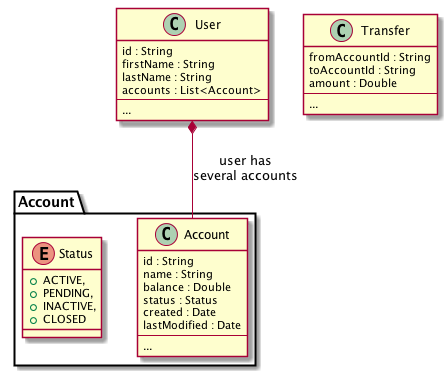 C User
id : String
firstName : String
lastName : String
accounts : List<Account>
...
C Transfer
fromAccountId : String
toAccountId : String
amount : Double
...
user has
several accounts
Account
E Status
ACTIVE,
PENDING,
INACTIVE,
CLOSED
C Account
id : String
name : String
balance : Double
status : Status
created : Date
lastModified : Date
...